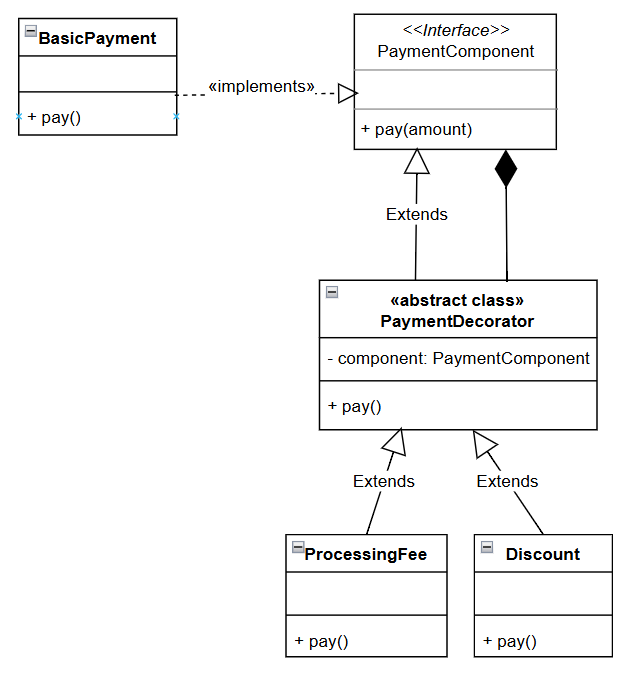 BasicPayment
+ pay()
«implements»
<<Interface>>
PaymentComponent
+ pay(amount)
Extends
«abstract class»
PaymentDecorator
- component: PaymentComponent
+ pay()
Extends
Extends
ProcessingFee
+ pay()
Discount
+ pay()